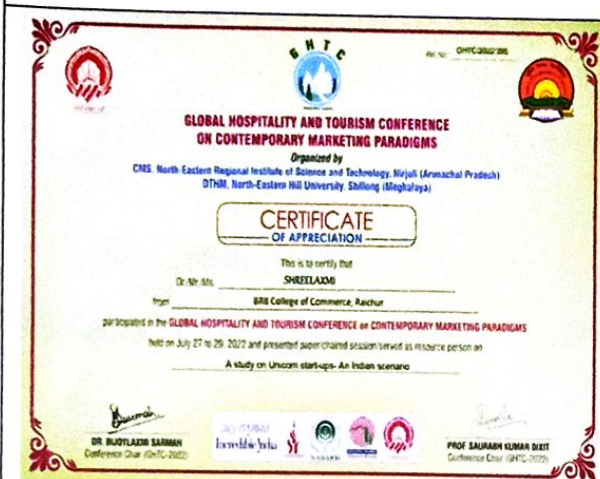 GHTC
Ref. No: GHTC/2022/
GLOBAL HOSPITALITY AND TOURISM CONFERENCE
ON CONTEMPORARY MARKETING PARADIGMS
Organized by
CMS, North-Eastern Regional Institute of Science and Technology, Nirjuli (Arunachal Pradesh)
DTHM, North-Eastern Hill University, Shillong (Meghalaya)
CERTIFICATE
OF APPRECIATION
This is to certify that
Dr./Mr./Ms. SHREELAXMI
from BRB College of Commerce, Raichur
participated in the GLOBAL HOSPITALITY AND TOURISM CONFERENCE on CONTEMPORARY MARKETING PARADIGMS
held on July 27 to 29, 2022 and presented paper/chaired session/served as resource person on
A study on Unicorn start-ups- An Indian scenario
Incredible India
DR. BIJOYLAXMI SARMAH
Conference Chair (GHTC-2022)
PROF SAURABH KUMAR DIXIT
Conference Chair (GHTC-2022)